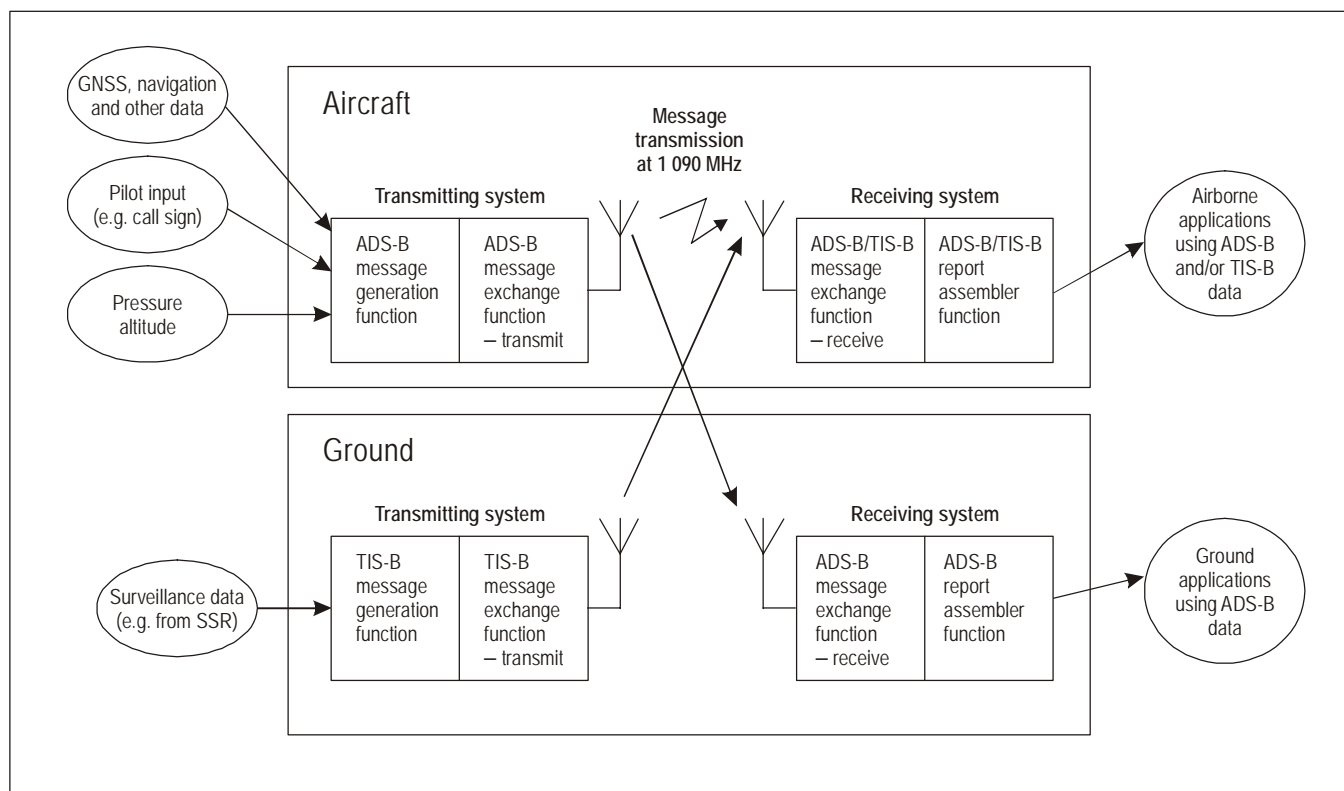 GNSS, navigation
and other data
Pilot input
(e.g. call sign)
Pressure
altitude
Aircraft
Message
transmission
at 1 090 MHz
Transmitting system
ADS-B
message
generation
function
ADS-B
message
exchange
function
– transmit
Receiving system
ADS-B/TIS-B
message
exchange
function
– receive
ADS-B/TIS-B
report
assembler
function
Airborne
applications
using ADS-B
and/or TIS-B
data
Ground
Surveillance data
(e.g. from SSR)
Transmitting system
TIS-B
message
generation
function
TIS-B
message
exchange
function
– transmit
Receiving system
ADS-B
message
exchange
function
– receive
ADS-B
report
assembler
function
Ground
applications
using ADS-B
data